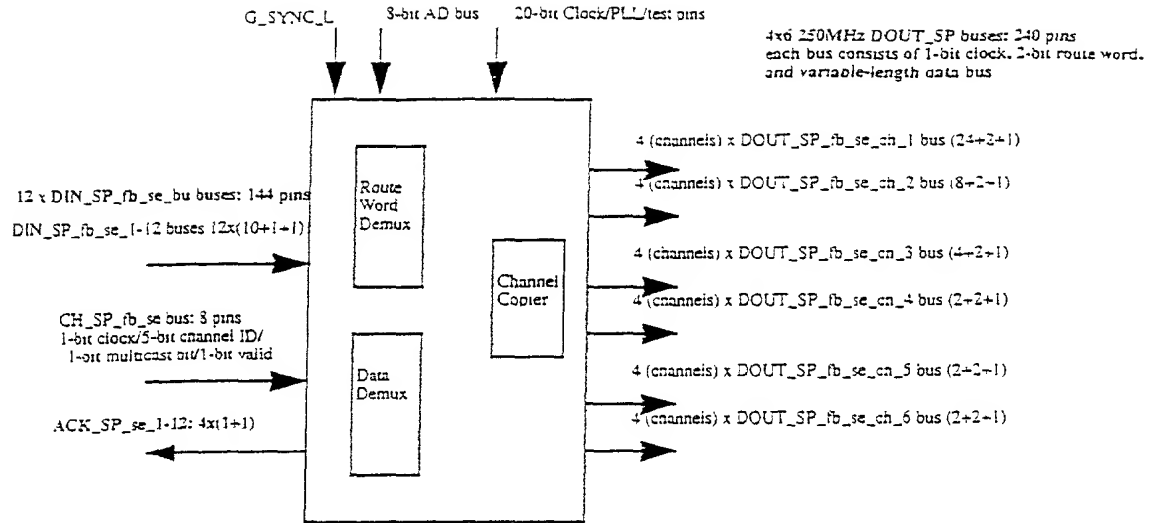 G_SYNC_L
8-bit AD bus
20-bit Clock/PLL/test pins
4x6 250MHz DOUT_SP buses: 240 pins
each bus consists of 1-bit clock, 2-bit route word,
and variable-length data bus
12 x DIN_SP_fb_se_bu buses: 144 pins
DIN_SP_fb_se_1-12 buses 12x(10+1+1)
CH_SP_fb_se bus: 8 pins
1-bit clock/5-bit channel ID/
1-bit multicast bit/1-bit valid
ACK_SP_se_1-12: 4x(1+1)
Route
Word
Demux
Data
Demux
Channel
Copier
4 (channels) x DOUT_SP_fb_se_ch_1 bus (24+2+1)
4 (channels) x DOUT_SP_fb_se_ch_2 bus (8+2+1)
4 (channels) x DOUT_SP_fb_se_cn_3 bus (4+2+1)
4 (channels) x DOUT_SP_fb_se_cn_4 bus (2+2+1)
4 (channels) x DOUT_SP_fb_se_cn_5 bus (2+2+1)
4 (channels) x DOUT_SP_fb_se_ch_6 bus (2+2+1)